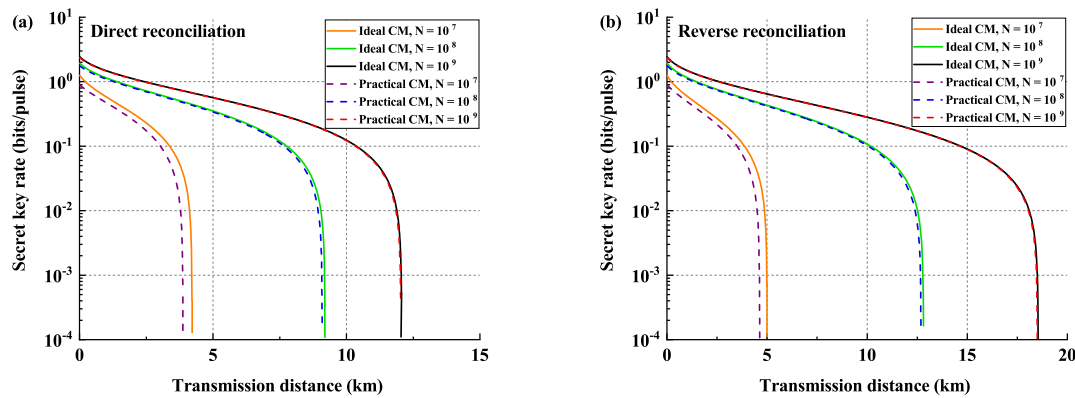 (a)
Direct reconciliation
Ideal CM, N = 10^7
Ideal CM, N = 10^8
Ideal CM, N = 10^9
Practical CM, N = 10^7
Practical CM, N = 10^8
Practical CM, N = 10^9
Secret key rate (bits/pulse)
10^1
10^0
10^-1
10^-2
10^-3
10^-4
0
5
10
15
Transmission distance (km)
(b)
Reverse reconciliation
Ideal CM, N = 10^7
Ideal CM, N = 10^8
Ideal CM, N = 10^9
Practical CM, N = 10^7
Practical CM, N = 10^8
Practical CM, N = 10^9
Secret key rate (bits/pulse)
10^1
10^0
10^-1
10^-2
10^-3
10^-4
0
5
10
15
20
Transmission distance (km)